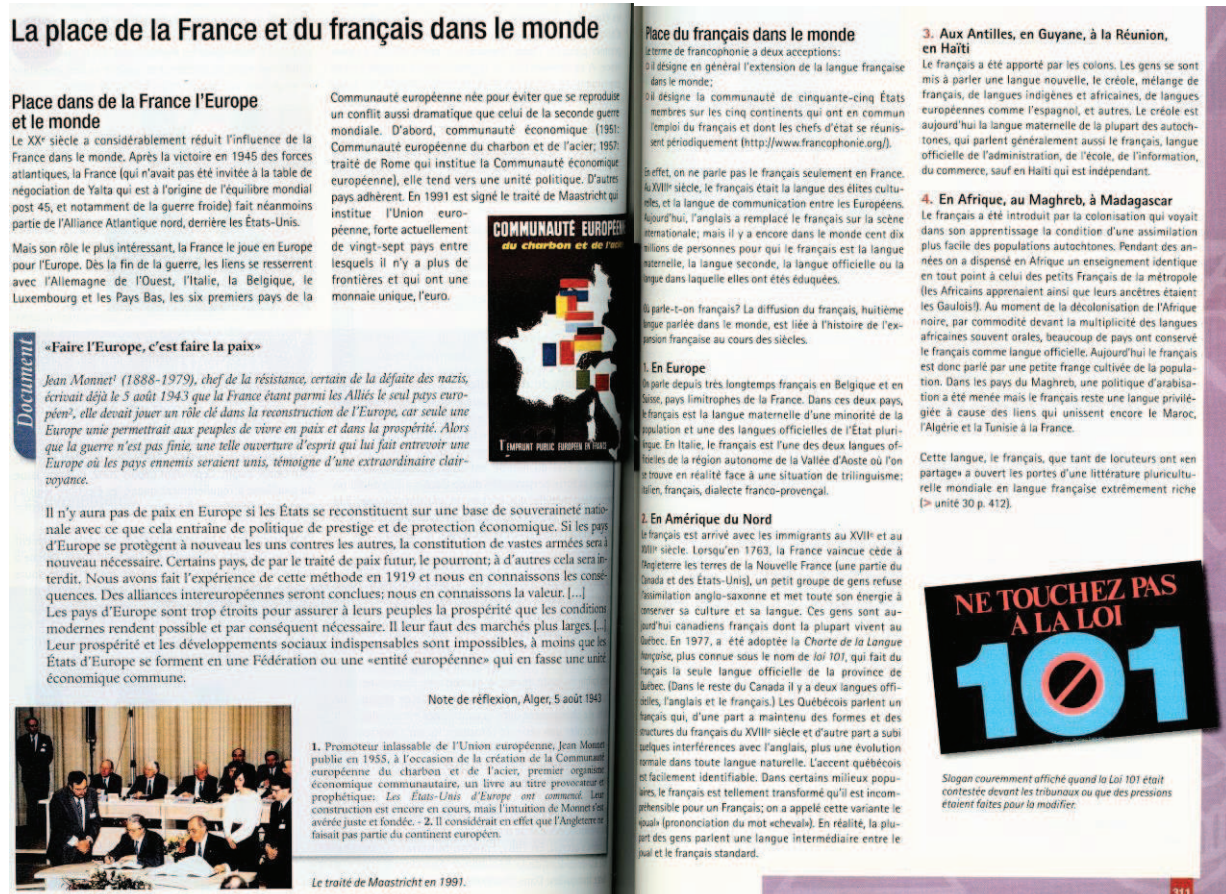 La place de la France et du français dans le monde
Place dans de la France l'Europe
et le monde
Le XXᵉ siècle a considérablement réduit l'influence de la
France dans le monde. Après la victoire en 1945 des forces
atlantiques, la France (qui n'avait pas été invitée à la table de
négociation de Yalta qui est à l'origine de l'équilibre mondial
post 45, et notamment de la guerre froide) fait néanmoins
partie de l'Alliance Atlantique nord, derrière les États-Unis.
Mais son rôle le plus intéressant, la France le joue en Europe
pour l'Europe. Dès la fin de la guerre, les liens se resserrent
avec l'Allemagne de l'Ouest, l'Italie, la Belgique, le
Luxembourg et les Pays Bas, les six premiers pays de la
Communauté européenne née pour éviter que se reproduise
un conflit aussi dramatique que celui de la seconde guerre
mondiale. D'abord, communauté économique (1951:
Communauté européenne du charbon et de l'acier; 1957:
traité de Rome qui institue la Communauté économique
européenne), elle tend vers une unité politique. D'autres
pays adhèrent. En 1991 est signé le traité de Maastricht qui
institue l'Union euro-
péenne, forte actuellement
de vingt-sept pays entre
lesquels il n'y a plus de
frontières et qui ont une
monnaie unique, l'euro.
COMMUNAUTÉ EUROPÉEN
du charbon et de l'acie
1ᵉʳ EMPRUNT PUBLIC EUROPÉEN EN FRANCE
Document
«Faire l'Europe, c'est faire la paix»
Jean Monnet¹ (1888-1979), chef de la résistance, certain de la défaite des nazis,
écrivait déjà le 5 août 1943 que la France étant parmi les Alliés le seul pays euro-
péen², elle devait jouer un rôle clé dans la reconstruction de l'Europe, car seule une
Europe unie permettrait aux peuples de vivre en paix et dans la prospérité. Alors
que la guerre n'est pas finie, une telle ouverture d'esprit qui lui fait entrevoir une
Europe où les pays ennemis seraient unis, témoigne d'une extraordinaire clair-
voyance.
Il n'y aura pas de paix en Europe si les États se reconstituent sur une base de souveraineté natio-
nale avec ce que cela entraîne de politique de prestige et de protection économique. Si les pays
d'Europe se protègent à nouveau les uns contres les autres, la constitution de vastes armées sera à
nouveau nécessaire. Certains pays, de par le traité de paix futur, le pourront; à d'autres cela sera in-
terdit. Nous avons fait l'expérience de cette méthode en 1919 et nous en connaissons les consé-
quences. Des alliances intereuropéennes seront conclues; nous en connaissons la valeur. [...]
Les pays d'Europe sont trop étroits pour assurer à leurs peuples la prospérité que les conditions
modernes rendent possible et par conséquent nécessaire. Il leur faut des marchés plus larges. [...]
Leur prospérité et les développements sociaux indispensables sont impossibles, à moins que les
États d'Europe se forment en une Fédération ou une «entité européenne» qui en fasse une unité
économique commune.
Note de réflexion, Alger, 5 août 1943
1. Promoteur inlassable de l'Union européenne, Jean Monnet
publie en 1955, à l'occasion de la création de la Communauté
européenne du charbon et de l'acier, premier organisme
économique communautaire, un livre au titre provocateur et
prophétique: Les États-Unis d'Europe ont commencé. Leur
construction est encore en cours, mais l'intuition de Monnet s'est
avérée juste et fondée. - 2. Il considérait en effet que l'Angleterre ne
faisait pas partie du continent européen.
Le traité de Maastricht en 1991.
Place du français dans le monde
Le terme de francophonie a deux acceptions:
il désigne en général l'extension de la langue française
dans le monde;
il désigne la communauté de cinquante-cinq États
membres sur les cinq continents qui ont en commun
l'emploi du français et dont les chefs d'état se réunis-
sent périodiquement (http://www.francophonie.org/).
En effet, on ne parle pas le français seulement en France.
Au XVIIIᵉ siècle, le français était la langue des élites cultu-
relles, et la langue de communication entre les Européens.
Aujourd'hui, l'anglais a remplacé le français sur la scène
internationale; mais il y a encore dans le monde cent dix
millions de personnes pour qui le français est la langue
maternelle, la langue seconde, la langue officielle ou la
langue dans laquelle elles ont été éduquées.
Où parle-t-on français? La diffusion du français, huitième
langue parlée dans le monde, est liée à l'histoire de l'ex-
pansion française au cours des siècles.
1. En Europe
On parle depuis très longtemps français en Belgique et en
Suisse, pays limitrophes de la France. Dans ces deux pays,
le français est la langue maternelle d'une minorité de la
population et une des langues officielles de l'État pluri-
lingue. En Italie, le français est l'une des deux langues of-
ficielles de la région autonome de la Vallée d'Aoste où l'on
se trouve en réalité face à une situation de trilinguisme:
italien, français, dialecte franco-provençal.
2. En Amérique du Nord
Le français est arrivé avec les immigrants au XVIIᵉ et au
XVIIIᵉ siècle. Lorsqu'en 1763, la France vaincue cède à
l'Angleterre les terres de la Nouvelle France (une partie du
Canada et des États-Unis), un petit groupe de gens refuse
l'assimilation anglo-saxonne et met toute son énergie à
conserver sa culture et sa langue. Ces gens sont au-
jourd'hui canadiens français dont la plupart vivent au
Québec. En 1977, a été adoptée la Charte de la Langue
française, plus connue sous le nom de loi 101, qui fait du
français la seule langue officielle de la province de
Québec. (Dans le reste du Canada il y a deux langues offi-
cielles, l'anglais et le français.) Les Québécois parlent un
français qui, d'une part a maintenu des formes et des
structures du français du XVIIIᵉ siècle et d'autre part a subi
quelques interférences avec l'anglais, plus une évolution
normale dans toute langue naturelle. L'accent québécois
est facilement identifiable. Dans certains milieux popu-
laires, le français est tellement transformé qu'il est incom-
préhensible pour un Français; on a appelé cette variante le
«joual» (prononciation du mot «cheval»). En réalité, la plu-
part des gens parlent une langue intermédiaire entre le
joual et le français standard.
3. Aux Antilles, en Guyane, à la Réunion,
en Haïti
Le français a été apporté par les colons. Les gens se sont
mis à parler une langue nouvelle, le créole, mélange de
français, de langues indigènes et africaines, de langues
européennes comme l'espagnol, et autres. Le créole est
aujourd'hui la langue maternelle de la plupart des autoch-
tones, qui parlent généralement aussi le français, langue
officielle de l'administration, de l'école, de l'information,
du commerce, sauf en Haïti qui est indépendant.
4. En Afrique, au Maghreb, à Madagascar
Le français a été introduit par la colonisation qui voyait
dans son apprentissage la condition d'une assimilation
plus facile des populations autochtones. Pendant des an-
nées on a dispensé en Afrique un enseignement identique
en tout point à celui des petits Français de la métropole
(les Africains apprenaient ainsi que leurs ancêtres étaient
les Gaulois!). Au moment de la décolonisation de l'Afrique
noire, par commodité devant la multiplicité des langues
africaines souvent orales, beaucoup de pays ont conservé
le français comme langue officielle. Aujourd'hui le français
est donc parlé par une petite frange cultivée de la popula-
tion. Dans les pays du Maghreb, une politique d'arabisa-
tion a été menée mais le français reste une langue privilé-
giée à cause des liens qui unissent encore le Maroc,
l'Algérie et la Tunisie à la France.
Cette langue, le français, que tant de locuteurs ont «en
partage» a ouvert les portes d'une littérature pluricultu-
relle mondiale en langue française extrêmement riche
(> unité 30 p. 412).
NE TOUCHEZ PAS
À LA LOI
101
Slogan couremment affiché quand la Loi 101 était
contestée devant les tribunaux ou que des pressions
étaient faites pour la modifier.
311